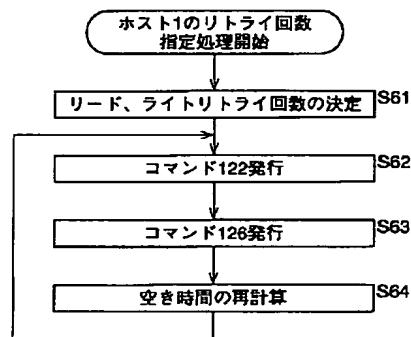 ホスト1のリトライ回数
指定処理開始
リード、ライトリトライ回数の決定
S61
コマンド122発行
S62
コマンド126発行
S63
空き時間の再計算
S64